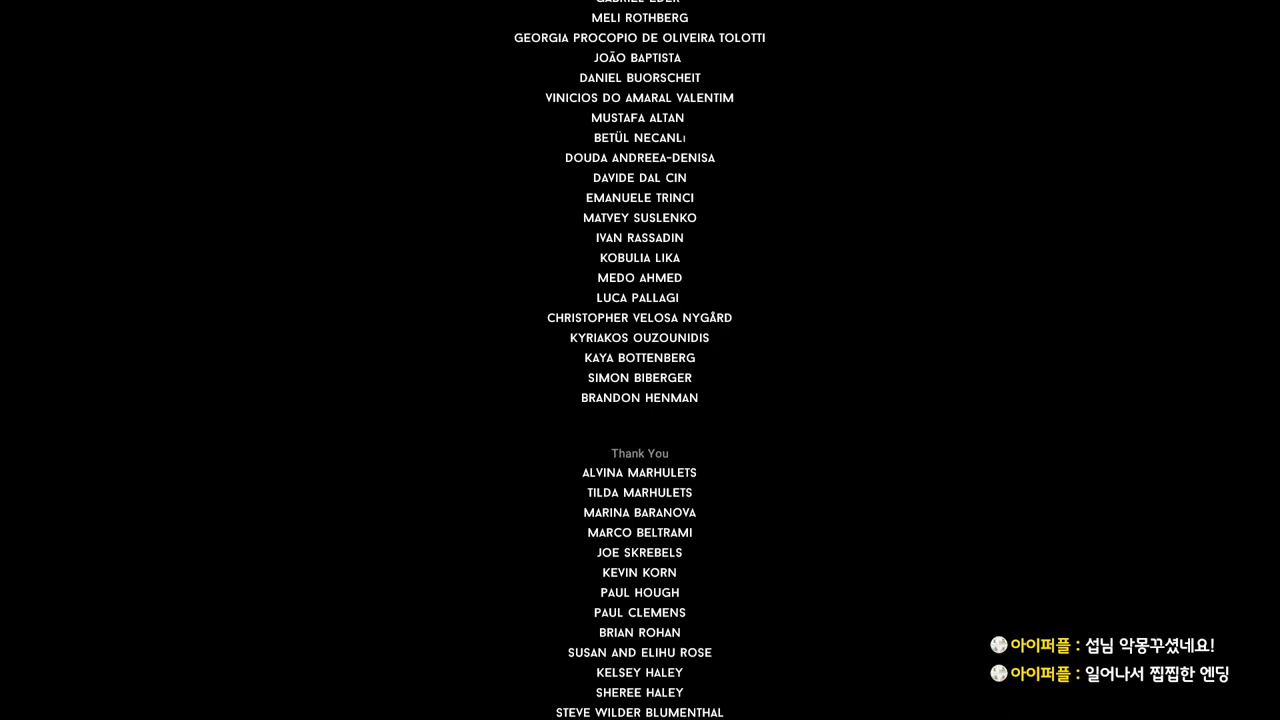 GABRIEL EDER
MELI ROTHBERG
GEORGIA PROCOPIO DE OLIVEIRA TOLOTTI
JOÃO BAPTISTA
DANIEL BUORSCHEIT
VINICIOS DO AMARAL VALENTIM
MUSTAFA ALTAN
BETÜL NECANLı
DOUDA ANDREEA-DENISA
DAVIDE DAL CIN
EMANUELE TRINCI
MATVEY SUSLENKO
IVAN RASSADIN
KOBULIA LIKA
MEDO AHMED
LUCA PALLAGI
CHRISTOPHER VELOSA NYGÅRD
KYRIAKOS OUZOUNIDIS
KAYA BOTTENBERG
SIMON BIBERGER
BRANDON HENMAN
Thank You
ALVINA MARHULETS
TILDA MARHULETS
MARINA BARANOVA
MARCO BELTRAMI
JOE SKREBELS
KEVIN KORN
PAUL HOUGH
PAUL CLEMENS
BRIAN ROHAN
SUSAN AND ELIHU ROSE
KELSEY HALEY
SHEREE HALEY
STEVE WILDER BLUMENTHAL
아이퍼플 : 섭님 악몽꾸셨네요!
아이퍼플 : 일어나서 찝찝한 엔딩